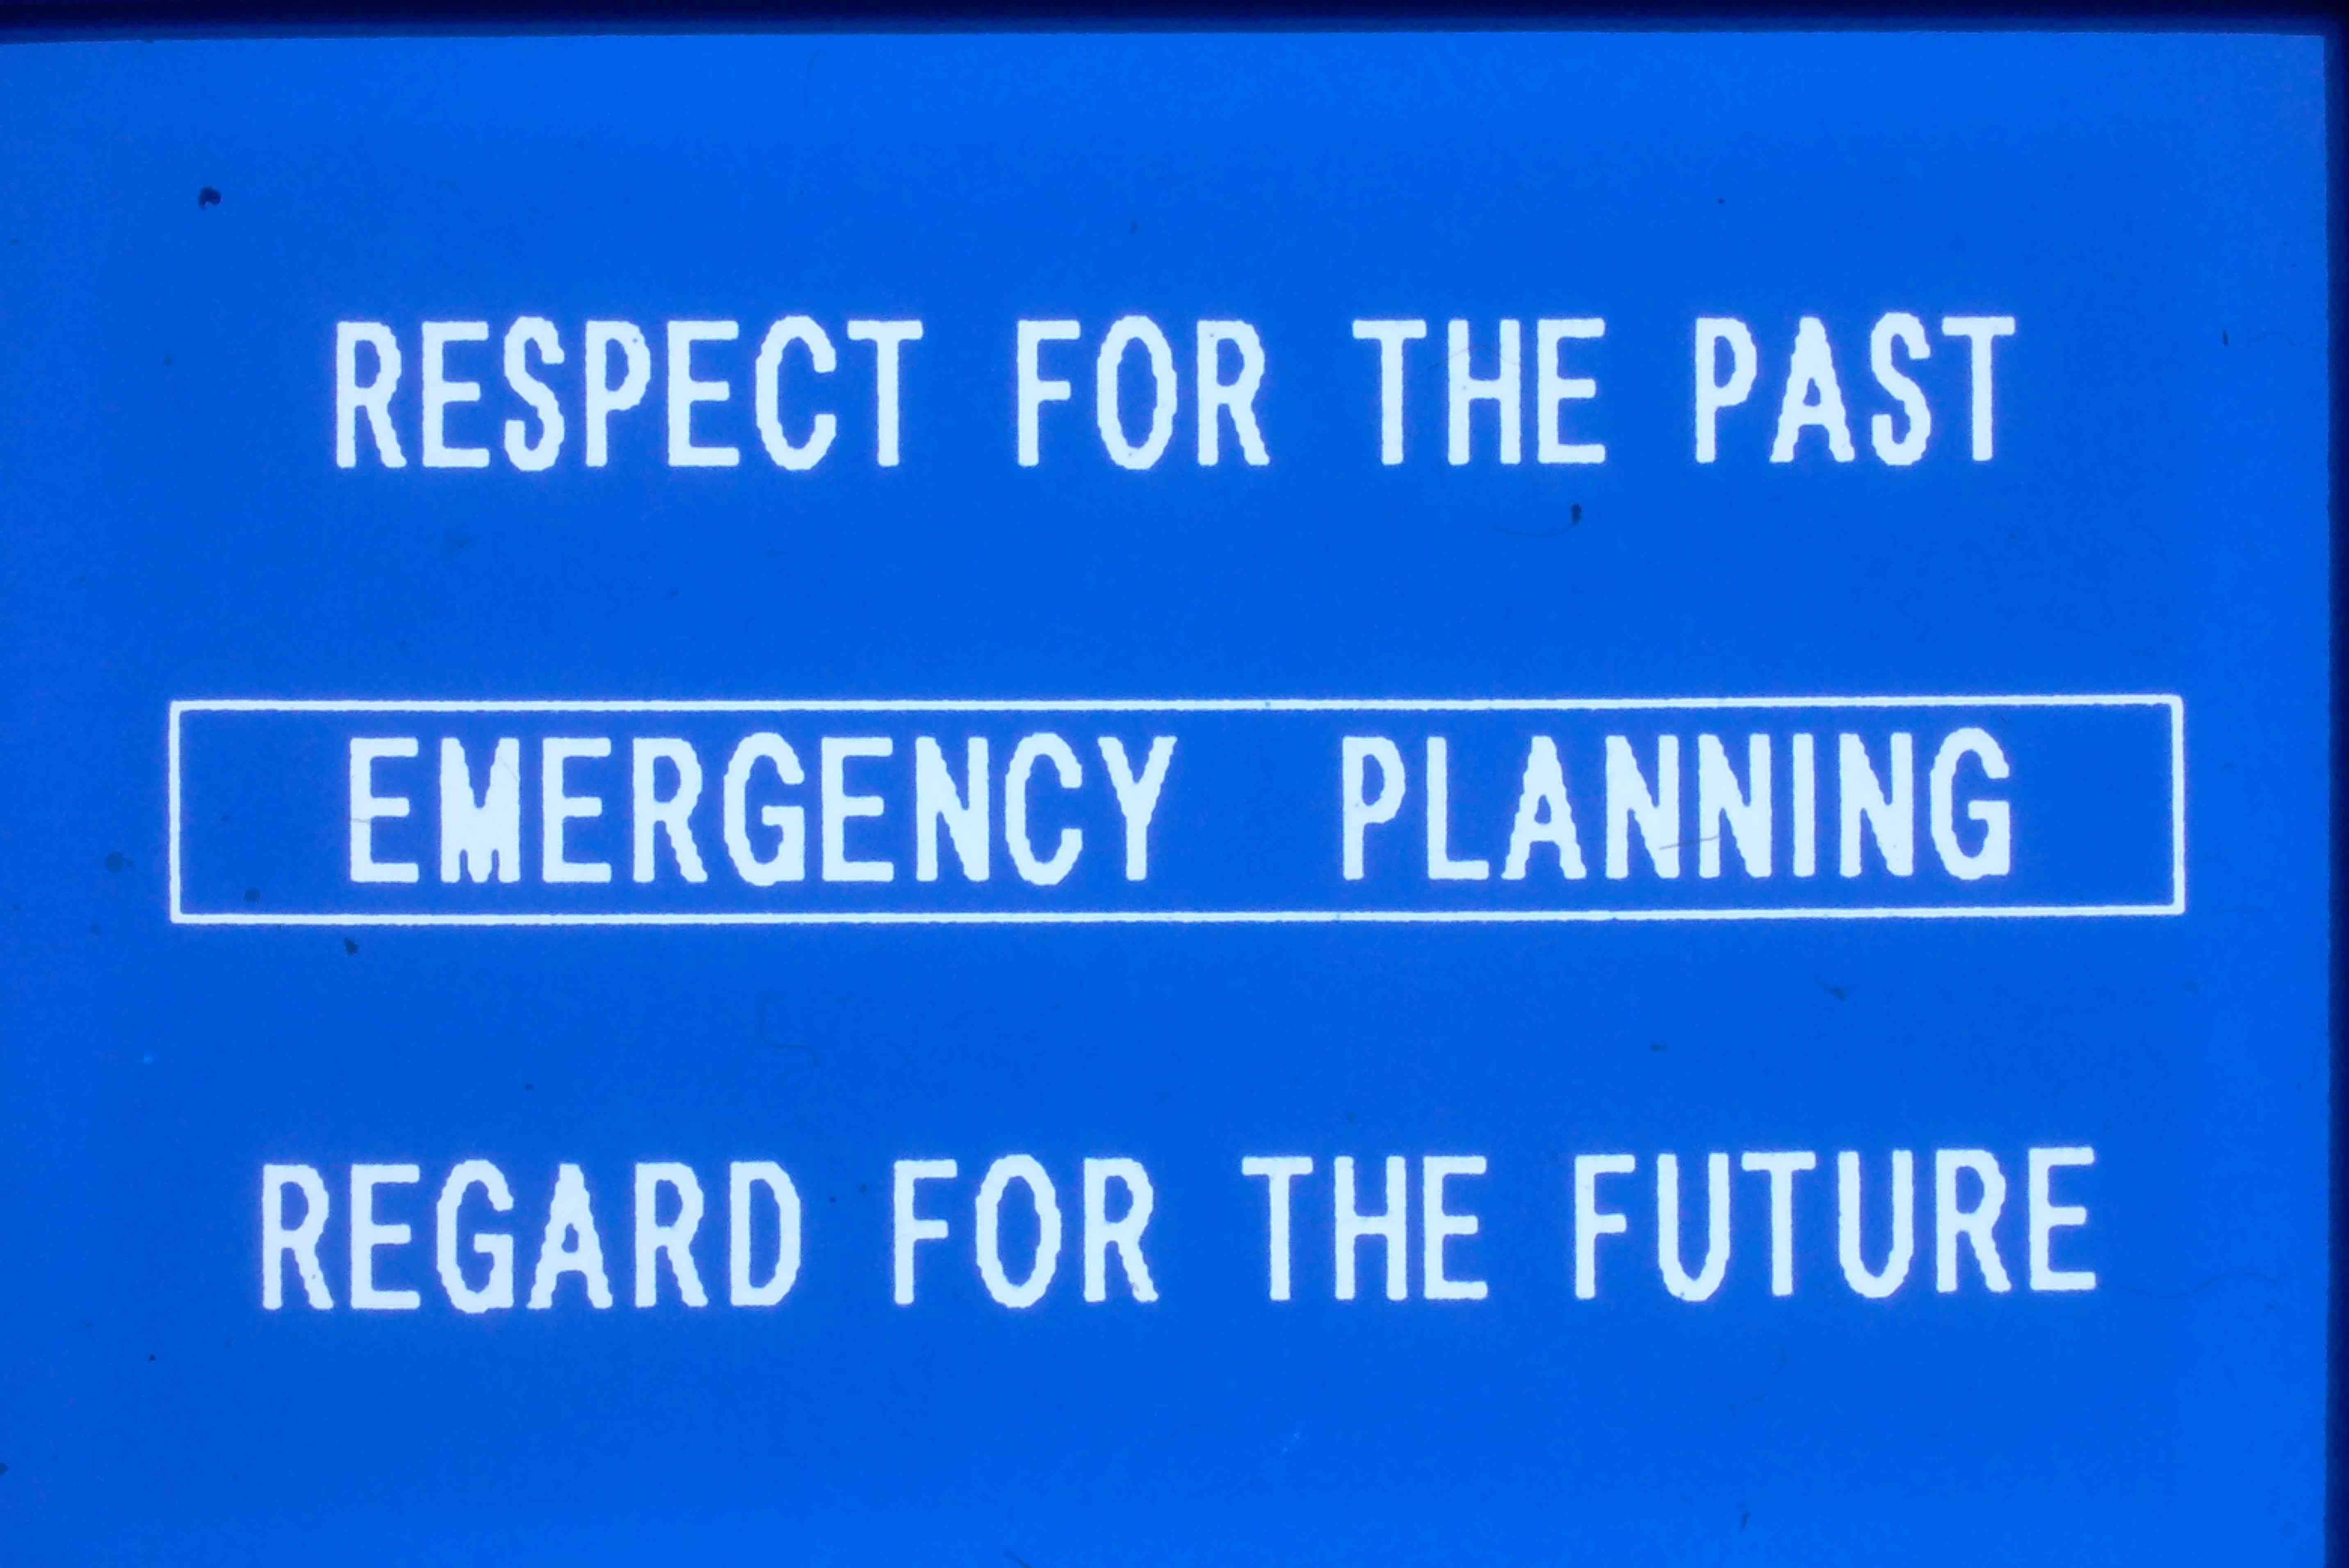 RESPECT FOR THE PAST
EMERGENCY PLANNING
REGARD FOR THE FUTURE